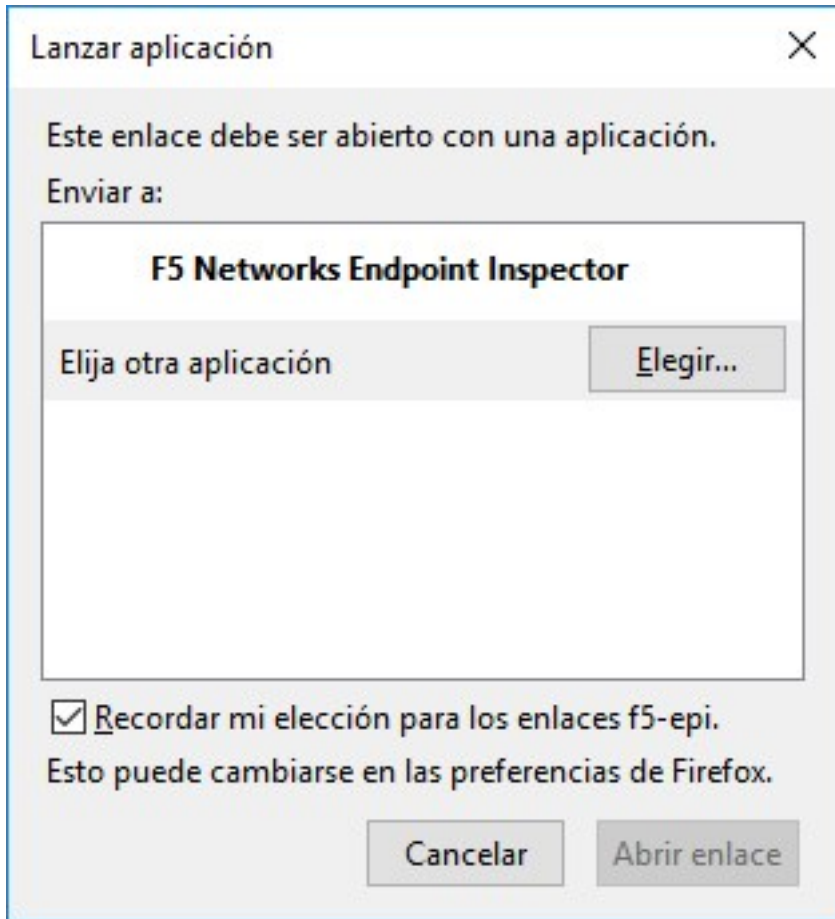 Lanzar aplicación
Este enlace debe ser abierto con una aplicación.
Enviar a:
F5 Networks Endpoint Inspector
Elija otra aplicación
Elegir...
Recordar mi elección para los enlaces f5-epi.
Esto puede cambiarse en las preferencias de Firefox.
Cancelar
Abrir enlace